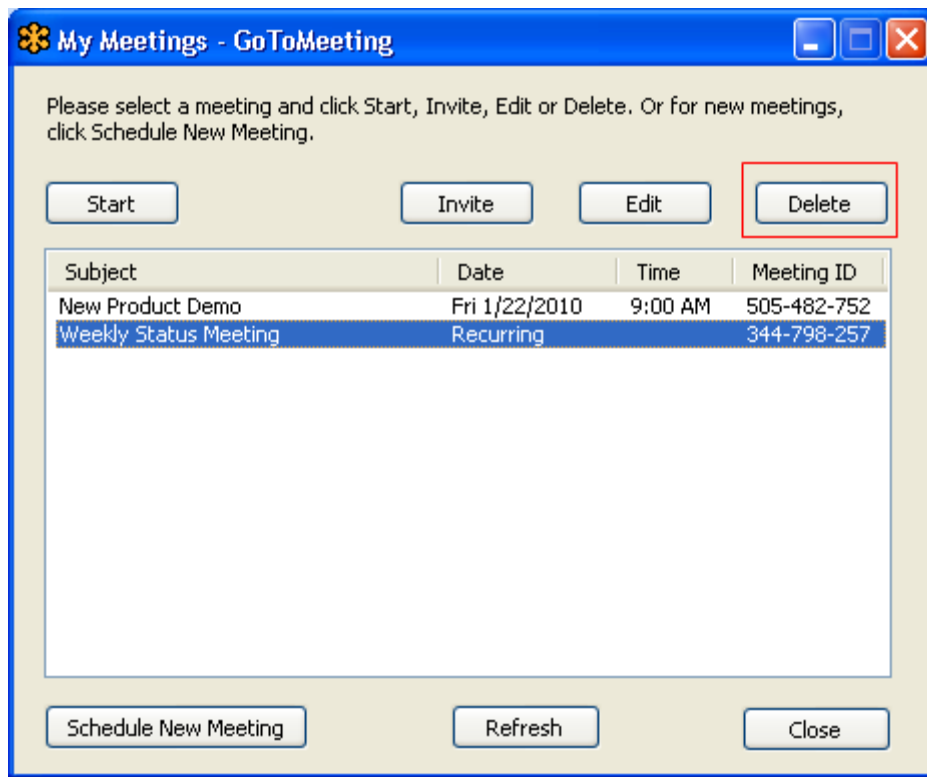 My Meetings - GoToMeeting
Please select a meeting and click Start, Invite, Edit or Delete. Or for new meetings,
click Schedule New Meeting.
Start Invite Edit Delete
Subject Date Time Meeting ID
New Product Demo Fri 1/22/2010 9:00 AM 505-482-752
Weekly Status Meeting Recurring 344-798-257
Schedule New Meeting Refresh Close